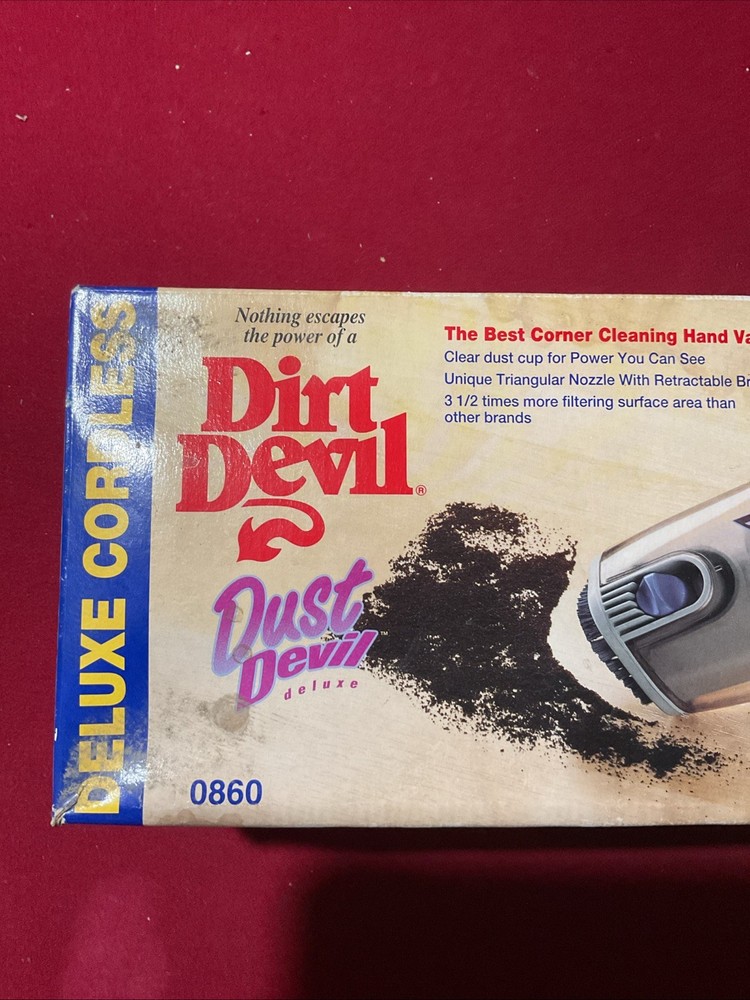 DELUXE CORDLESS
Nothing escapes
the power of a
Dirt
Devil®
Dust
Devil™
deluxe
0860
The Best Corner Cleaning Hand Va
Clear dust cup for Power You Can See
Unique Triangular Nozzle With Retractable Br
3 1/2 times more filtering surface area than
other brands